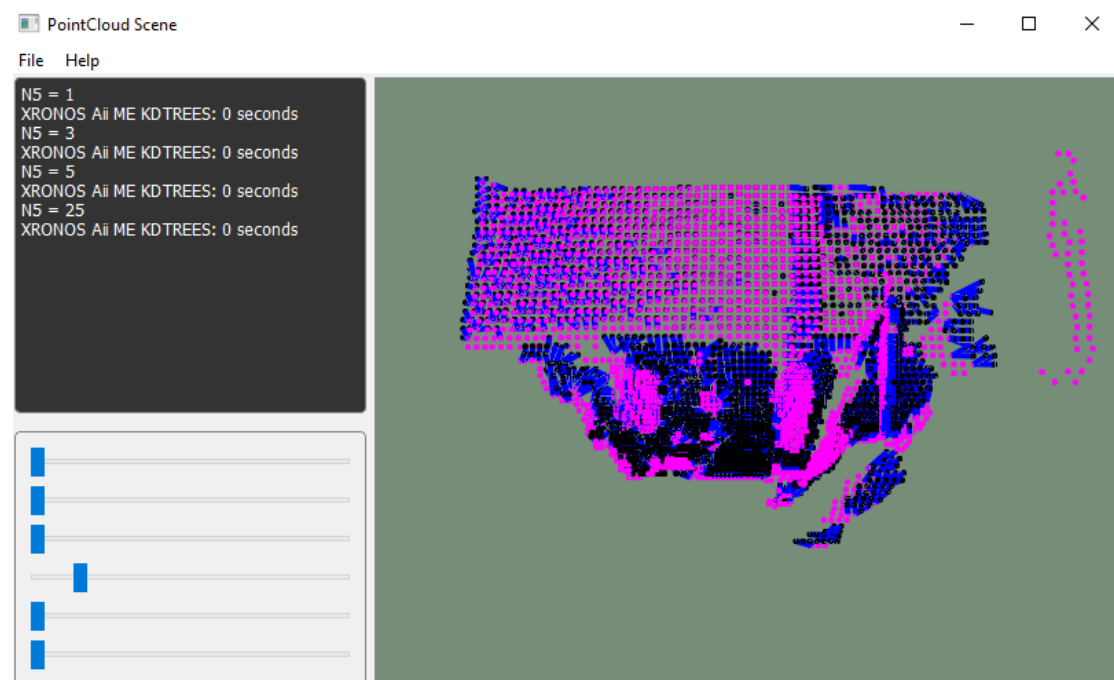 PointCloud Scene
File Help
N5 = 1
XRONOS Aii ME KDTREES: 0 seconds
N5 = 3
XRONOS Aii ME KDTREES: 0 seconds
N5 = 5
XRONOS Aii ME KDTREES: 0 seconds
N5 = 25
XRONOS Aii ME KDTREES: 0 seconds